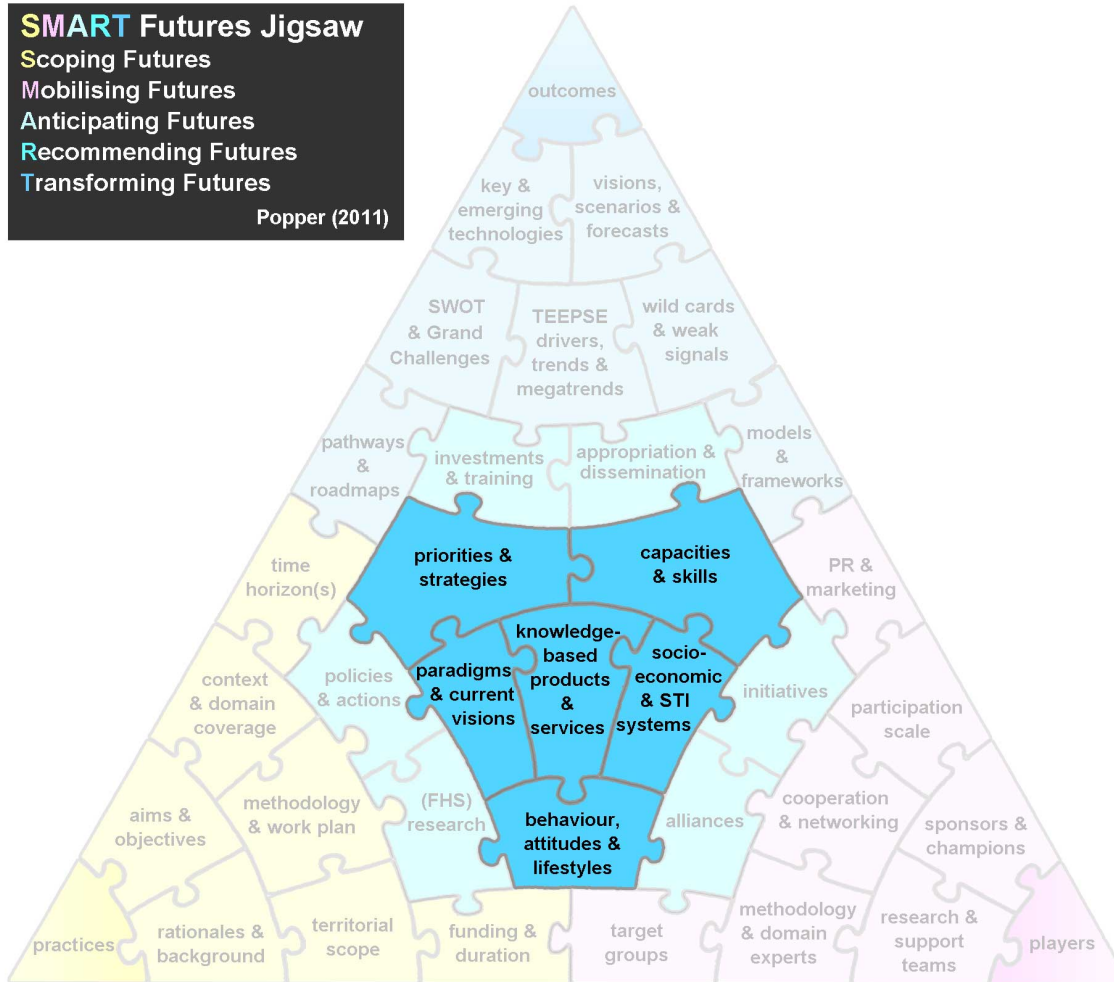 SMART Futures Jigsaw
Scoping Futures
Mobilising Futures
Anticipating Futures
Recommending Futures
Transforming Futures
Popper (2011)
outcomes
key &
emerging
technologies
visions,
scenarios &
forecasts
SWOT
& Grand
Challenges
TEEPSE
drivers,
trends &
megatrends
wild cards
& weak
signals
pathways
&
roadmaps
investments
& training
appropriation &
dissemination
models
&
frameworks
time
horizon(s)
priorities &
strategies
capacities
& skills
PR &
marketing
context
& domain
coverage
policies
& actions
paradigms
& current
visions
knowledge-
based
products
&
services
socio-
economic
& STI
systems
initiatives
participation
scale
aims &
objectives
methodology
& work plan
(FHS)
research
behaviour,
attitudes &
lifestyles
alliances
cooperation
& networking
sponsors &
champions
practices
rationales &
background
territorial
scope
funding &
duration
target
groups
methodology
& domain
experts
research &
support
teams
players